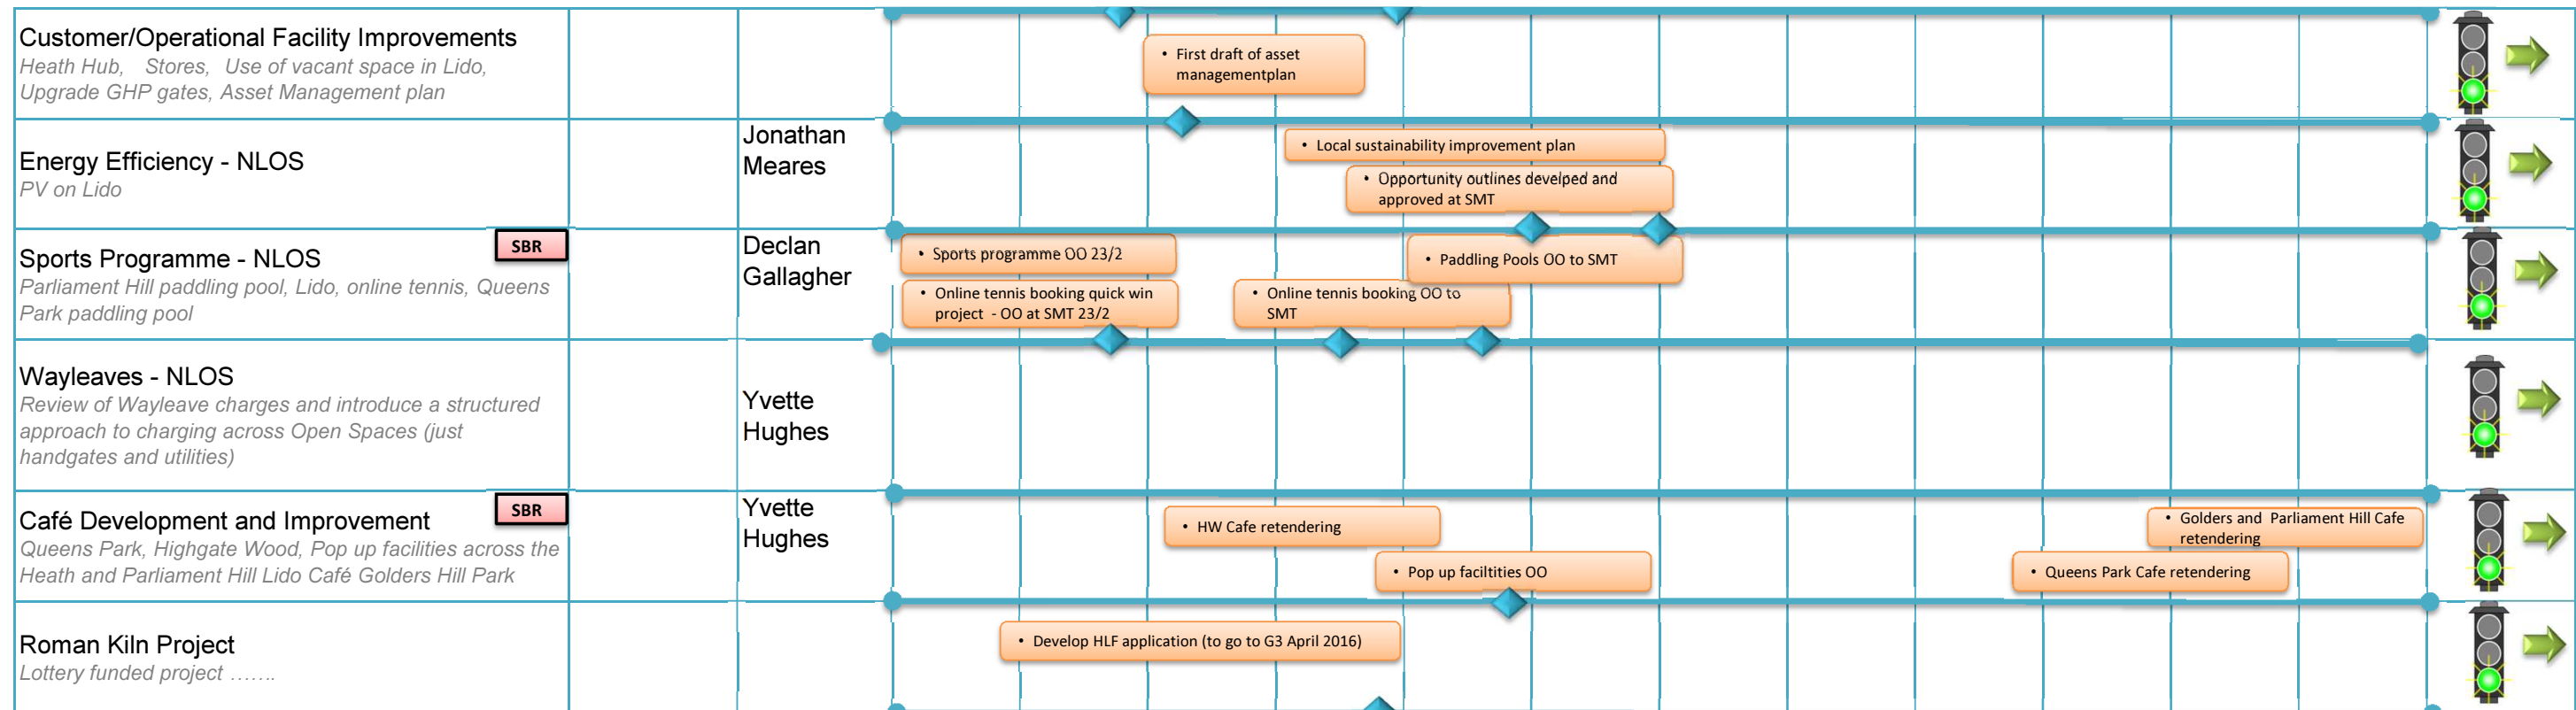 Customer/Operational Facility Improvements
Heath Hub, Stores, Use of vacant space in Lido,
Upgrade GHP gates, Asset Management plan
• First draft of asset
managementplan
Energy Efficiency - NLOS
PV on Lido
Jonathan
Meares
• Local sustainability improvement plan
• Opportunity outlines develped and
approved at SMT
Sports Programme - NLOS
SBR
Parliament Hill paddling pool, Lido, online tennis, Queens
Park paddling pool
Declan
Gallagher
• Sports programme OO 23/2
• Online tennis booking quick win
project - OO at SMT 23/2
• Online tennis booking OO to
SMT
• Paddling Pools OO to SMT
Wayleaves - NLOS
Review of Wayleave charges and introduce a structured
approach to charging across Open Spaces (just
handgates and utilities)
Yvette
Hughes
Café Development and Improvement
SBR
Queens Park, Highgate Wood, Pop up facilities across the
Heath and Parliament Hill Lido Café Golders Hill Park
Yvette
Hughes
• HW Cafe retendering
• Pop up faciltities OO
• Golders and Parliament Hill Cafe
retendering
• Queens Park Cafe retendering
Roman Kiln Project
Lottery funded project …….
• Develop HLF application (to go to G3 April 2016)